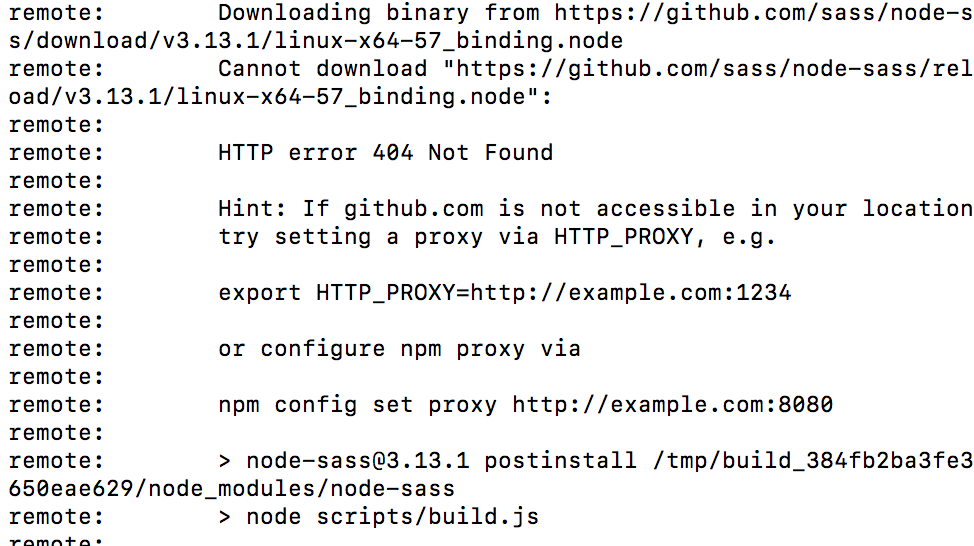 remote:        Downloading binary from https://github.com/sass/node-s
s/download/v3.13.1/linux-x64-57_binding.node
remote:        Cannot download "https://github.com/sass/node-sass/rel
oad/v3.13.1/linux-x64-57_binding.node":
remote:
remote:        HTTP error 404 Not Found
remote:
remote:        Hint: If github.com is not accessible in your location
remote:        try setting a proxy via HTTP_PROXY, e.g.
remote:
remote:        export HTTP_PROXY=http://example.com:1234
remote:
remote:        or configure npm proxy via
remote:
remote:        npm config set proxy http://example.com:8080
remote:
remote:        > node-sass@3.13.1 postinstall /tmp/build_384fb2ba3fe3
650eae629/node_modules/node-sass
remote:        > node scripts/build.js
remote: